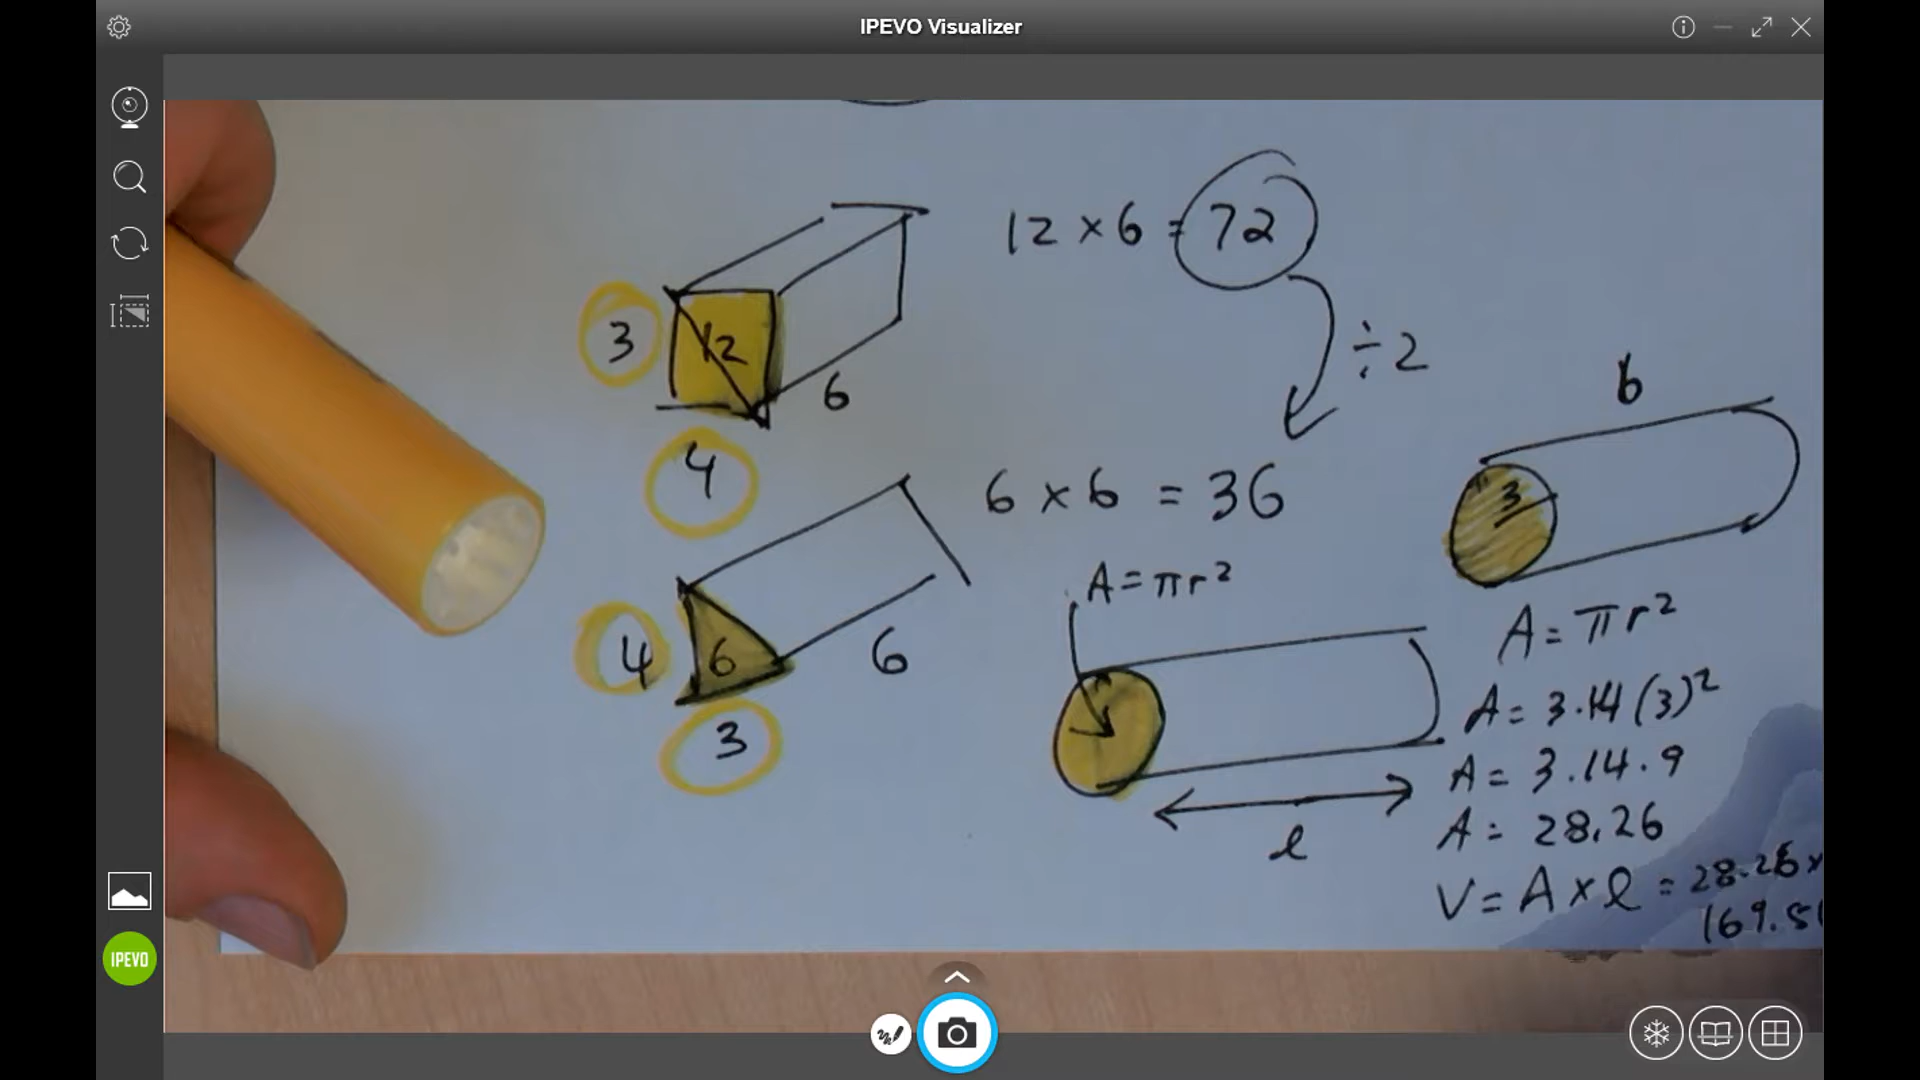 IPEVO Visualizer
12 × 6 = 72
3
12
6
4
÷2
6 × 6 = 36
4
6
6
3
A = πr²
l
6
3
A = πr²
A = 3.14 (3)²
A = 3.14 · 9
A = 28.26
V = A × l = 28.26 ×
169.5
IPEVO